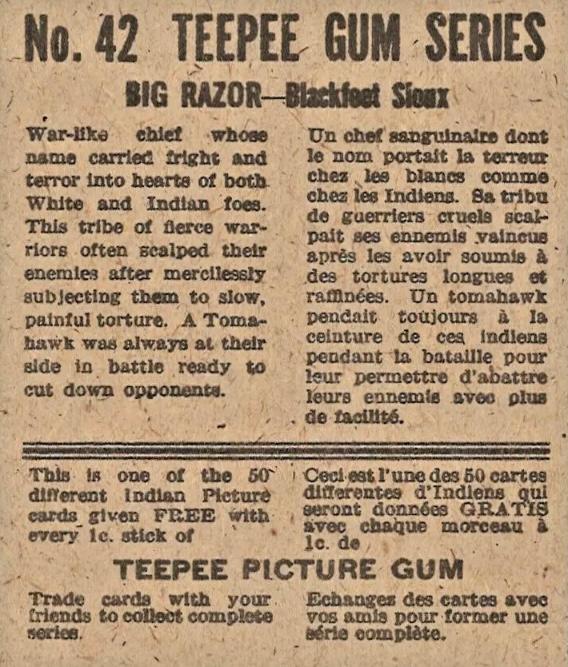 No. 42 TEEPEE GUM SERIES
BIG RAZOR—Blackfeet Sioux
War-like chief whose
name carried fright and
terror into hearts of both
White and Indian foes.
This tribe of fierce war-
riors often scalped their
enemies after mercilessly
subjecting them to slow,
painful torture. A Toma-
hawk was always at their
side in battle ready to
cut down opponents.
Un chef sanguinaire dont
le nom portait la terreur
chez les blancs comme
chez les Indiens. Sa tribu
de guerriers cruels scal-
pait ses ennemis vaincus
après les avoir soumis à
des tortures longues et
raffinées. Un tomahawk
pendait toujours à la
ceinture de ces indiens
pendant la bataille pour
leur permettre d'abattre
leurs ennemis avec plus
de facilité.
This is one of the 50
different Indian Picture
cards given FREE with
every 1c. stick of
Ceci est l'une des 50 cartes
différentes d'Indiens qui
seront données GRATIS
avec chaque morceau à
1c. de
TEEPEE PICTURE GUM
Trade cards with your
friends to collect complete
series.
Echangez des cartes avec
vos amis pour former une
série complète.